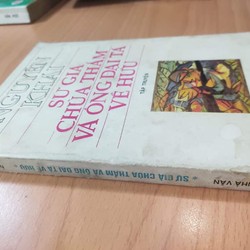 NGUYỄN
KHẢI
SƯ GIÀ
CHÙA THẮM
VÀ ÔNG ĐẠI TÁ
VỀ HƯU
TẬP TRUYỆN
SƯ GIÀ CHÙA THẮM VÀ ÔNG ĐẠI TÁ VỀ HƯU
NHÀ VĂN